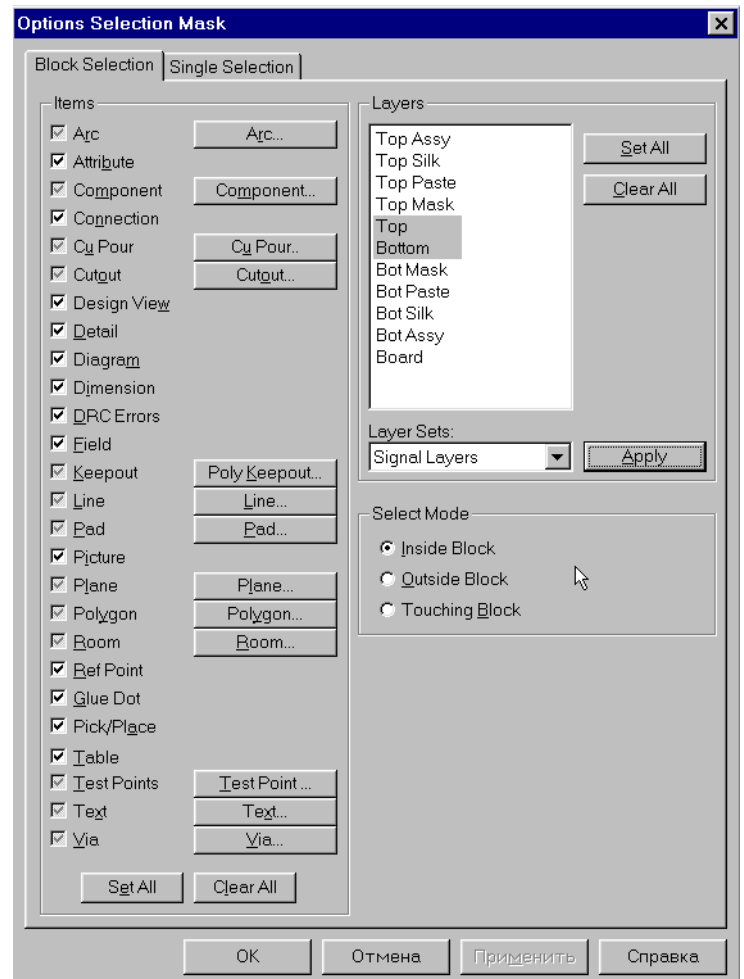 Options Selection Mask
Block Selection
Single Selection
Items
Arc
Arc...
Attribute
Component
Component...
Connection
Cu Pour
Cu Pour..
Cutout
Cutout...
Design View
Detail
Diagram
Dimension
DRC Errors
Field
Keepout
Poly Keepout...
Line
Line...
Pad
Pad...
Picture
Plane
Plane...
Polygon
Polygon...
Room
Room...
Ref Point
Glue Dot
Pick/Place
Table
Test Points
Test Point ...
Text
Text...
Via
Via...
Set All
Clear All
Layers
Top Assy
Top Silk
Top Paste
Top Mask
Top
Bottom
Bot Mask
Bot Paste
Bot Silk
Bot Assy
Board
Set All
Clear All
Layer Sets:
Signal Layers
Apply
Select Mode
Inside Block
Outside Block
Touching Block
OK
Отмена
Применить
Справка